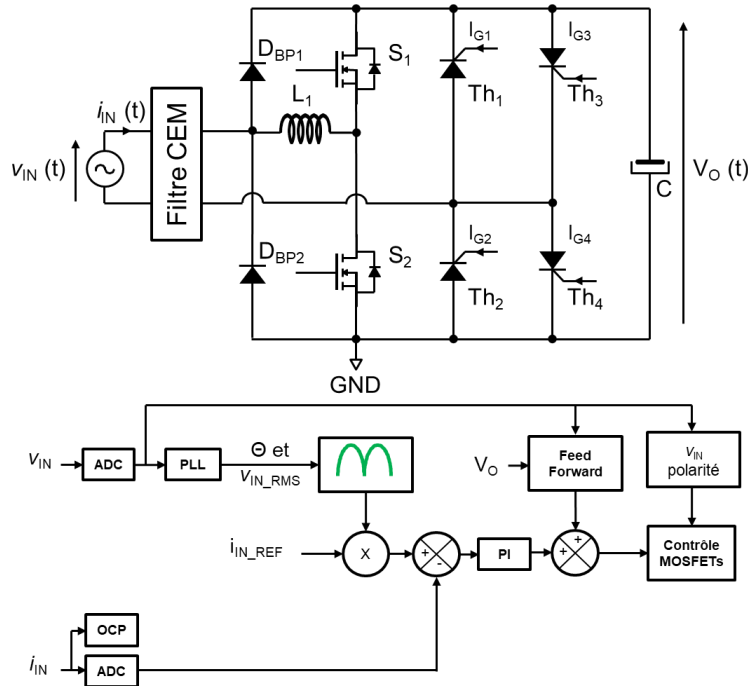 I_G1
I_G3
D_BP1
S_1
L_1
Th_1
Th_3
i_IN (t)
v_IN (t)
Filtre CEM
V_O (t)
C
D_BP2
S_2
I_G2
I_G4
Th_2
Th_4
GND
v_IN
ADC
PLL
Θ et
v_IN_RMS
V_O
Feed
Forward
v_IN
polarité
i_IN_REF
X
+
-
PI
+
+
Contrôle
MOSFETs
OCP
i_IN
ADC